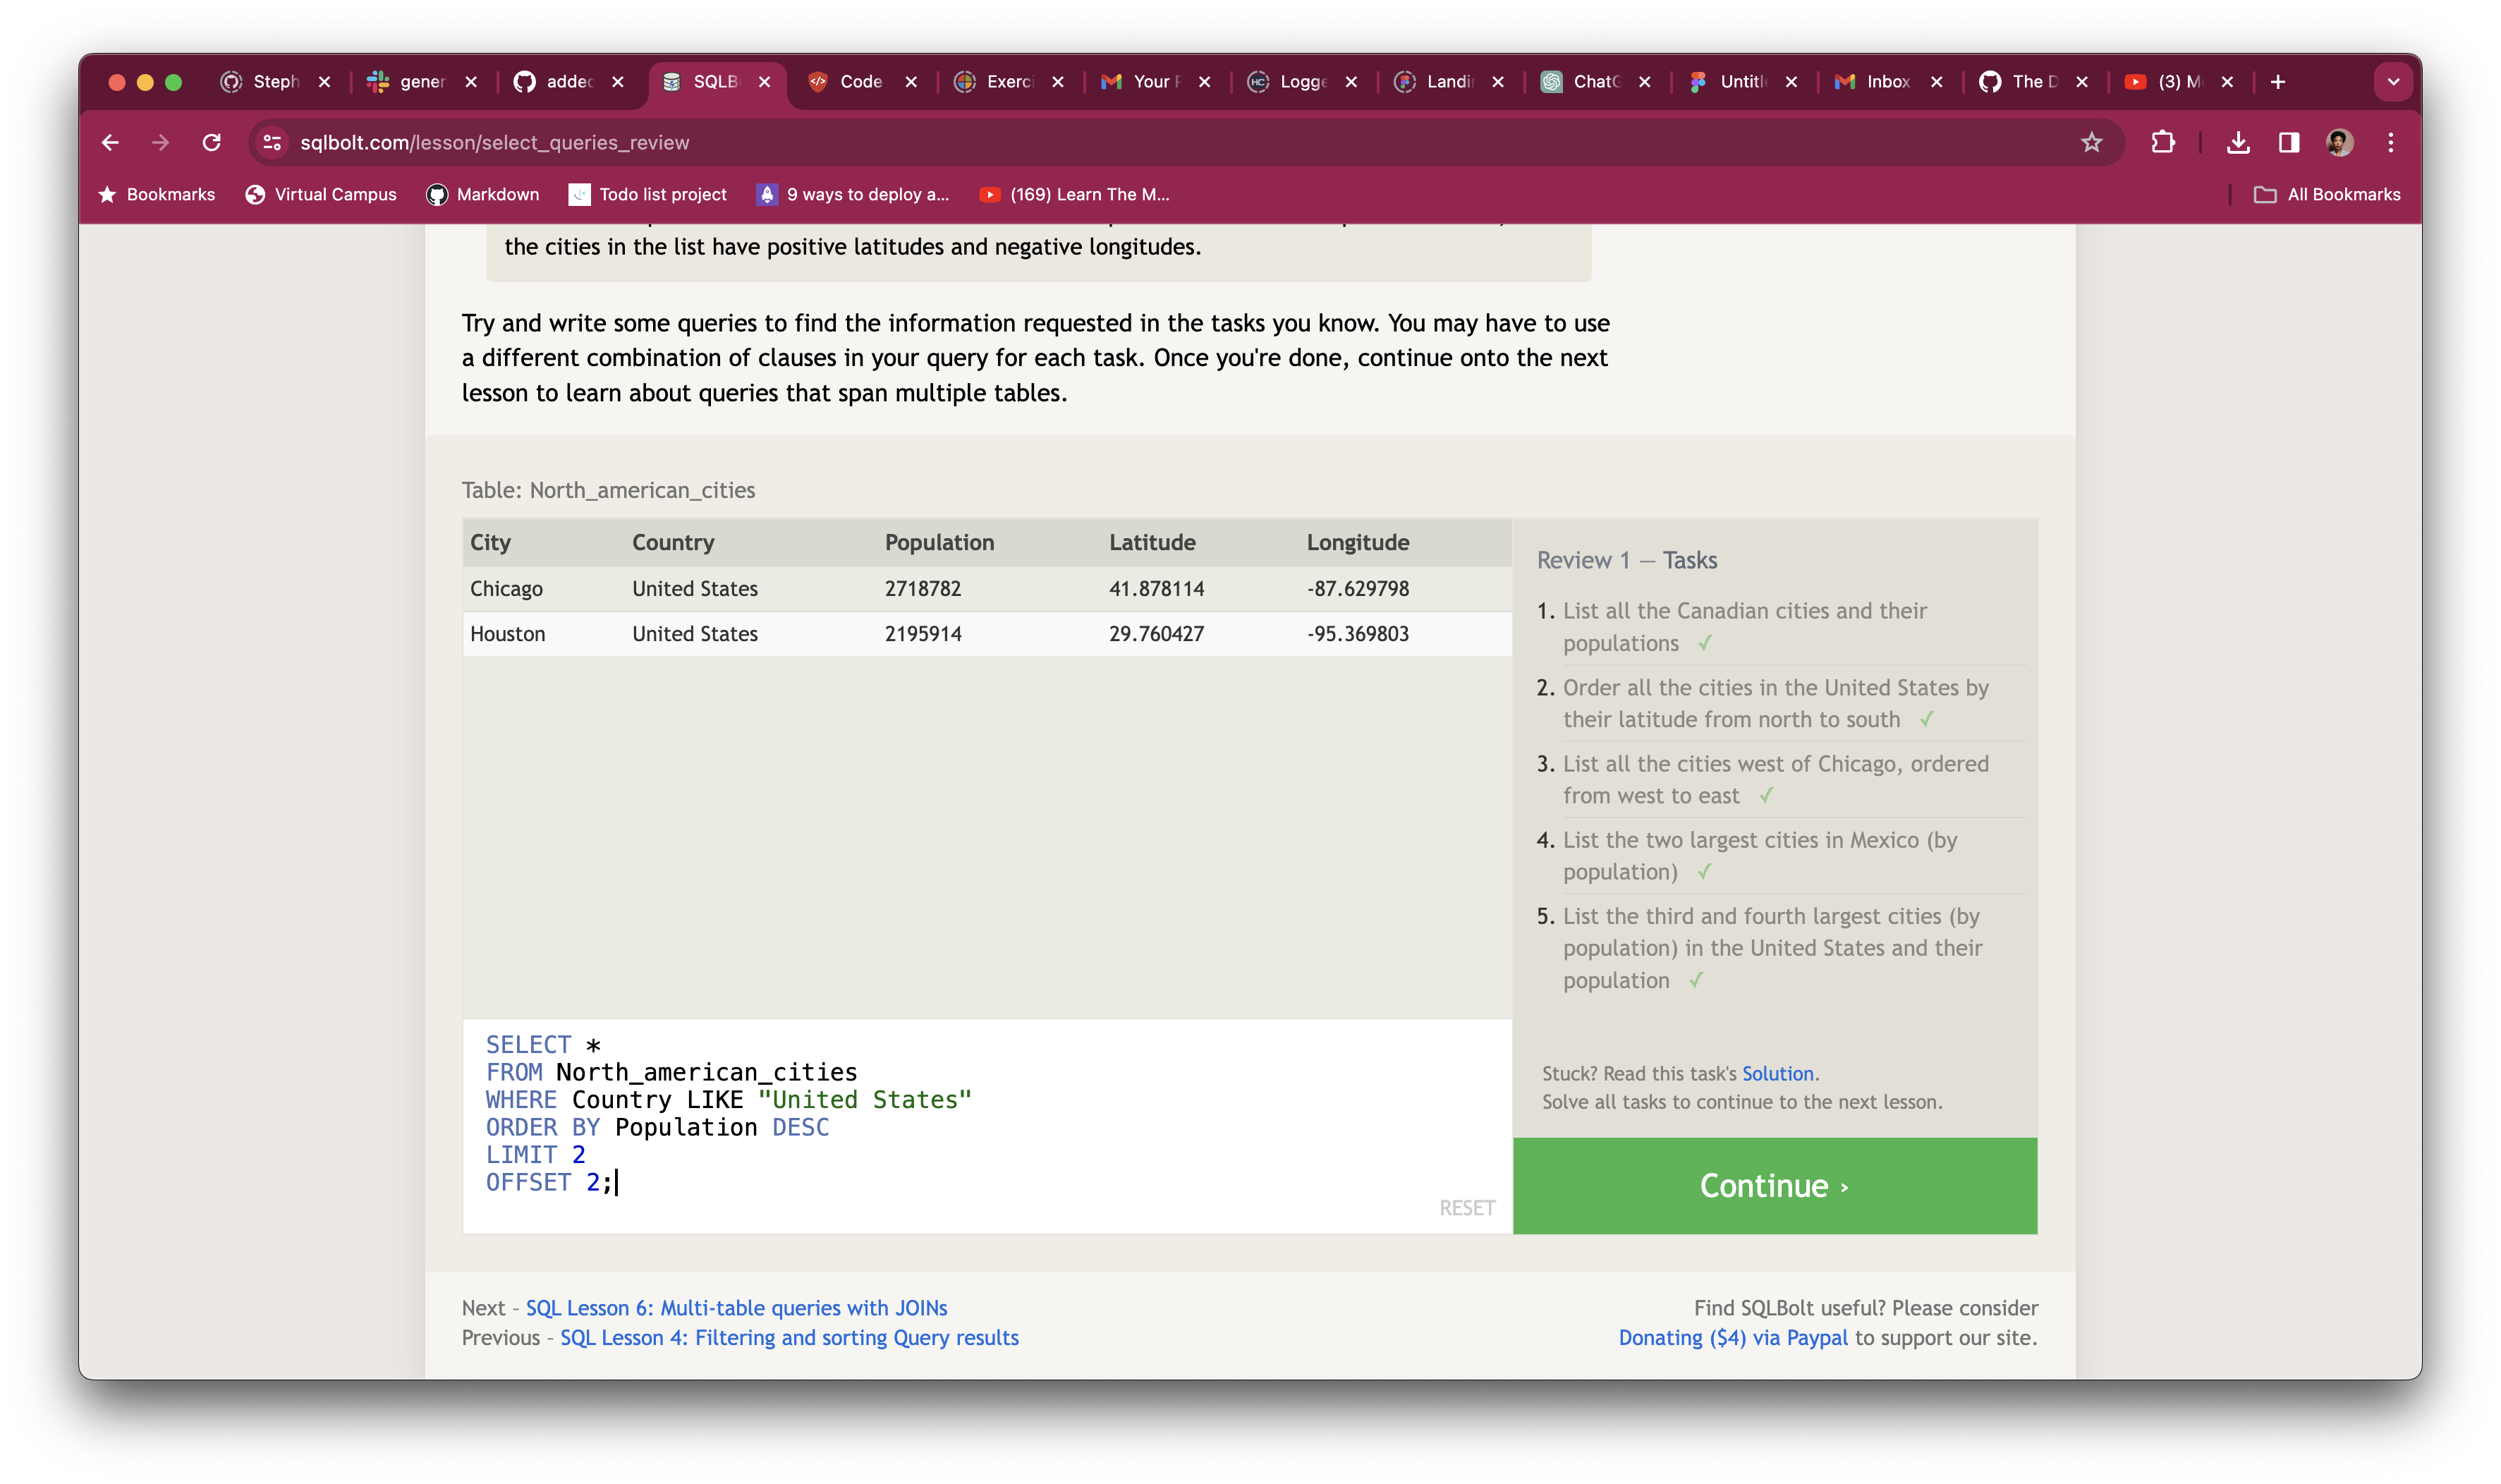 Steph gener added SQLB Code Exerc Your F Logge Landi ChatG Untitl Inbox The D (3) M
sqlbolt.com/lesson/select_queries_review
Bookmarks Virtual Campus Markdown Todo list project 9 ways to deploy a... (169) Learn The M... All Bookmarks
the cities in the list have positive latitudes and negative longitudes.
Try and write some queries to find the information requested in the tasks you know. You may have to use
a different combination of clauses in your query for each task. Once you're done, continue onto the next
lesson to learn about queries that span multiple tables.
Table: North_american_cities
City Country Population Latitude Longitude
Chicago United States 2718782 41.878114 -87.629798
Houston United States 2195914 29.760427 -95.369803
SELECT *
FROM North_american_cities
WHERE Country LIKE "United States"
ORDER BY Population DESC
LIMIT 2
OFFSET 2;
RESET
Review 1 — Tasks
1. List all the Canadian cities and their
populations ✓
2. Order all the cities in the United States by
their latitude from north to south ✓
3. List all the cities west of Chicago, ordered
from west to east ✓
4. List the two largest cities in Mexico (by
population) ✓
5. List the third and fourth largest cities (by
population) in the United States and their
population ✓
Stuck? Read this task's Solution.
Solve all tasks to continue to the next lesson.
Continue ›
Next – SQL Lesson 6: Multi-table queries with JOINs
Previous – SQL Lesson 4: Filtering and sorting Query results
Find SQLBolt useful? Please consider
Donating ($4) via Paypal to support our site.